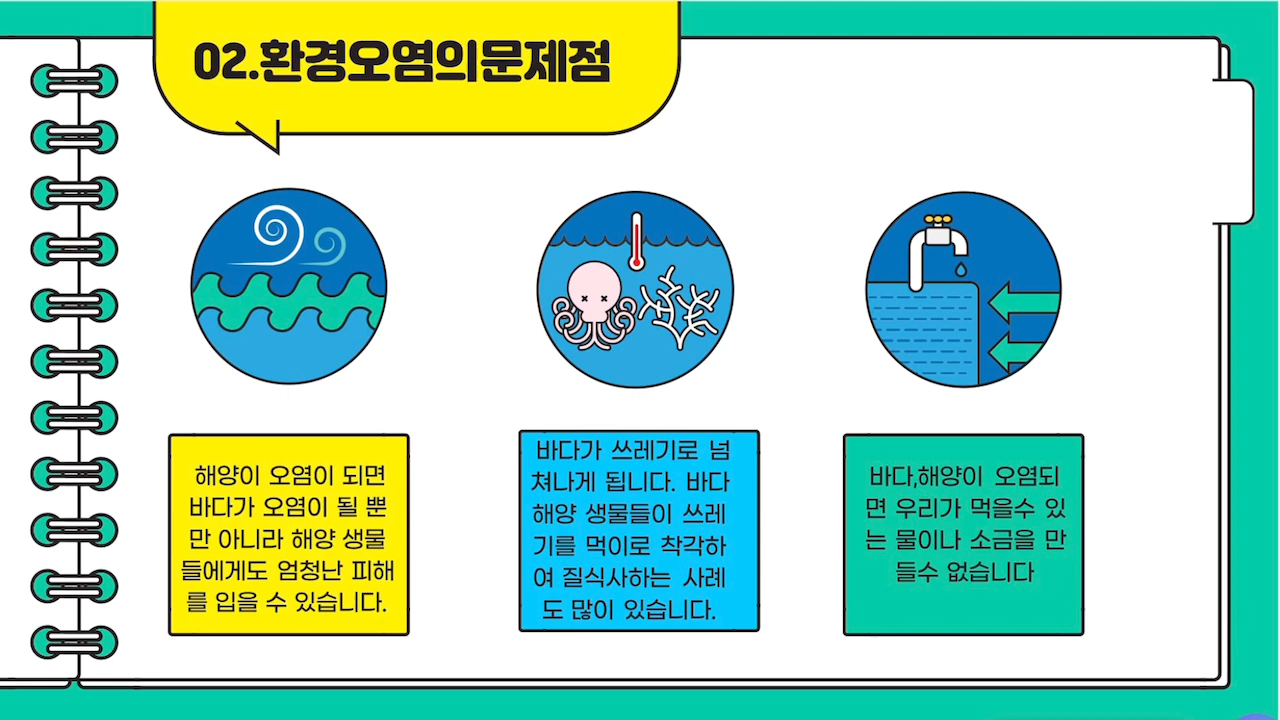 02.환경오염의문제점
해양이 오염이 되면
바다가 오염이 될 뿐
만 아니라 해양 생물
들에게도 엄청난 피해
를 입을 수 있습니다.
바다가 쓰레기로 넘
쳐나게 됩니다. 바다
해양 생물들이 쓰레
기를 먹이로 착각하
여 질식사하는 사례
도 많이 있습니다.
바다,해양이 오염되
면 우리가 먹을수 있
는 물이나 소금을 만
들수 없습니다